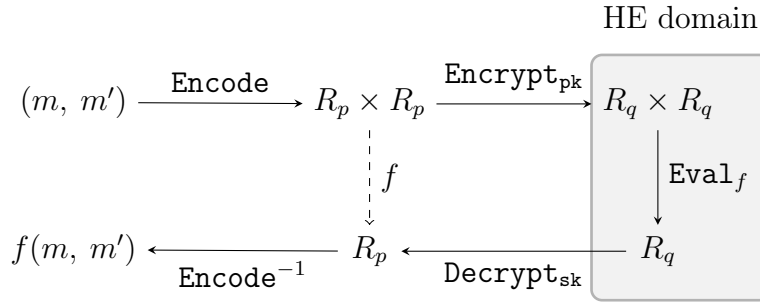 HE domain
(m, m′) Encode R_p × R_p Encrypt_pk R_q × R_q
f Eval_f
f(m, m′) Encode⁻¹ R_p Decrypt_sk R_q